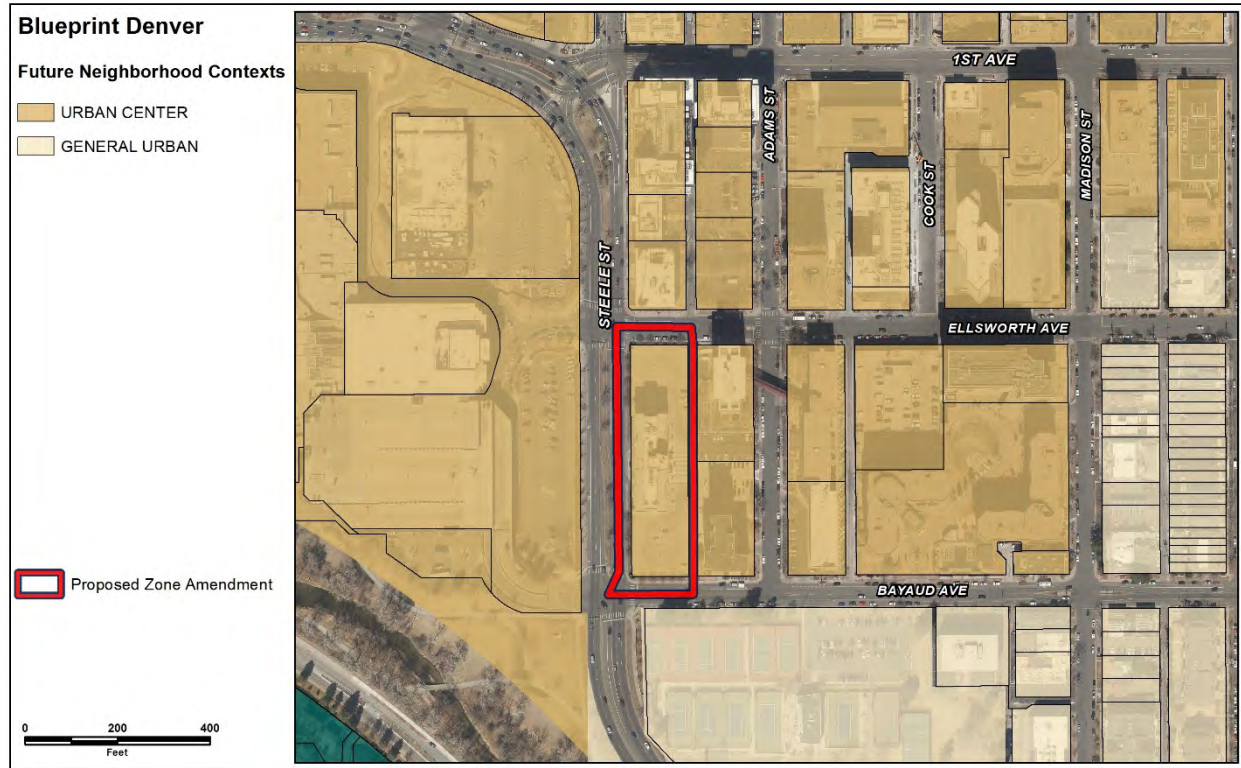 Blueprint Denver
Future Neighborhood Contexts
URBAN CENTER
GENERAL URBAN
Proposed Zone Amendment
0 200 400
Feet
1ST AVE
ADAMS ST
COOK ST
MADISON ST
STEELE ST
ELLSWORTH AVE
BAYAUD AVE